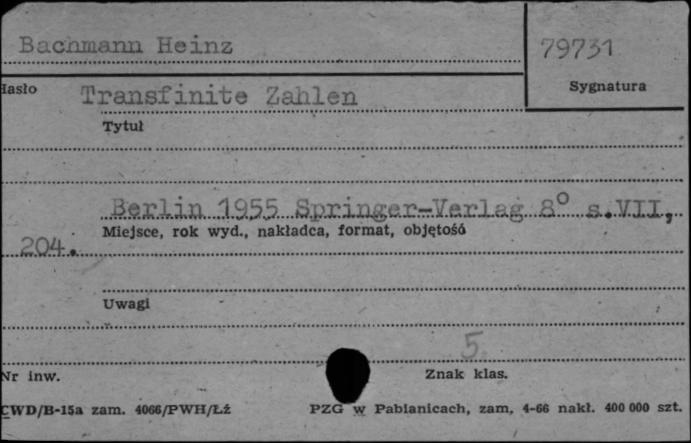 Bachmann Heinz
79731
Hasło
Transfinite Zahlen
Sygnatura
Tytuł
Berlin 1955 Springer-Verlag 8° s.VII,
Miejsce, rok wyd., nakładca, format, objętość
204.
Uwagi
5.
Nr inw.
Znak klas.
CWD/B-15a zam. 4066/PWH/Łź
PZG w Pabianicach, zam, 4-66 nakł. 400 000 szt.